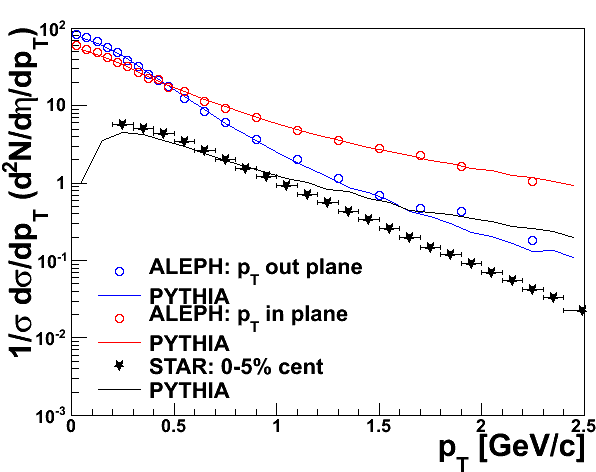 1/σ dσ/dp_T (d²N/dη/dp_T)
10²
10
1
10⁻¹
10⁻²
10⁻³
ALEPH: p_T out plane
PYTHIA
ALEPH: p_T in plane
PYTHIA
STAR: 0-5% cent
PYTHIA
0 0.5 1 1.5 2 2.5
p_T [GeV/c]